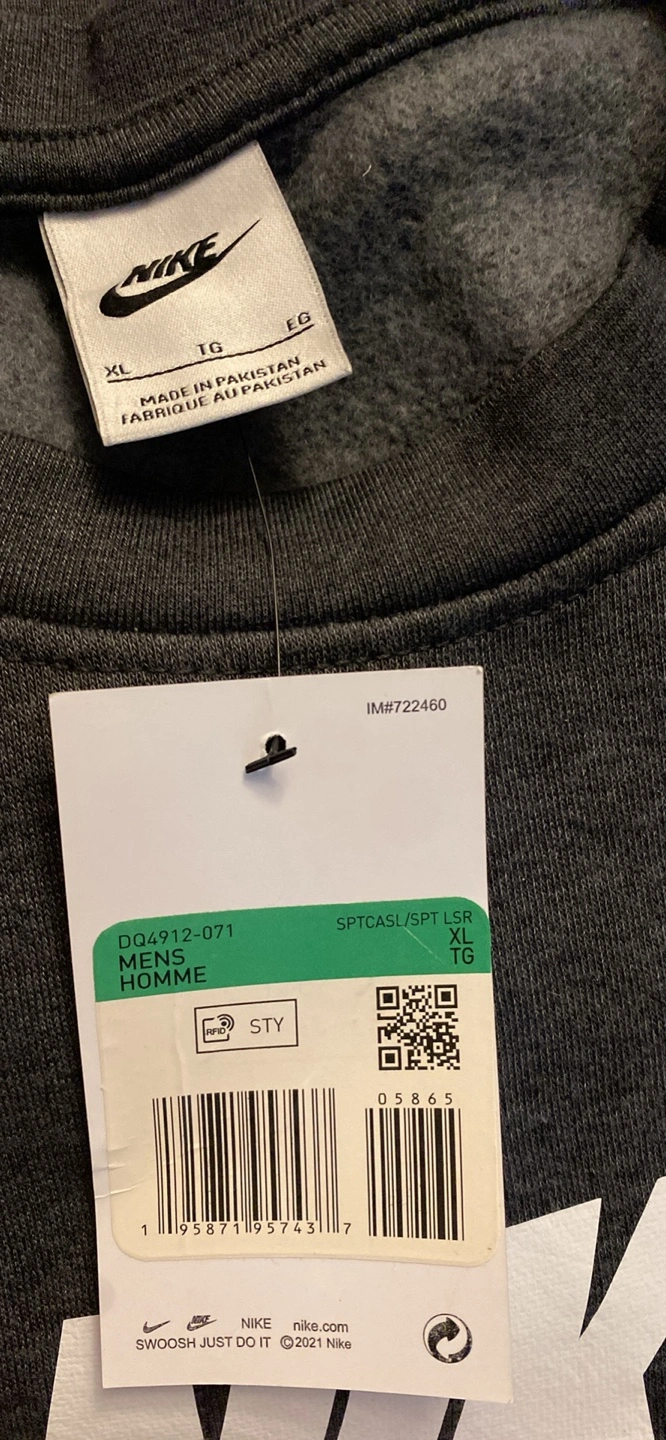 NIKE
XL TG EG
MADE IN PAKISTAN
FABRIQUE AU PAKISTAN
IM#722460
DQ4912-071 SPTCASL/SPT LSR
MENS XL
HOMME TG
RFID STY
05865
1 95871 95743 7
NIKE NIKE nike.com
SWOOSH JUST DO IT ©2021 Nike